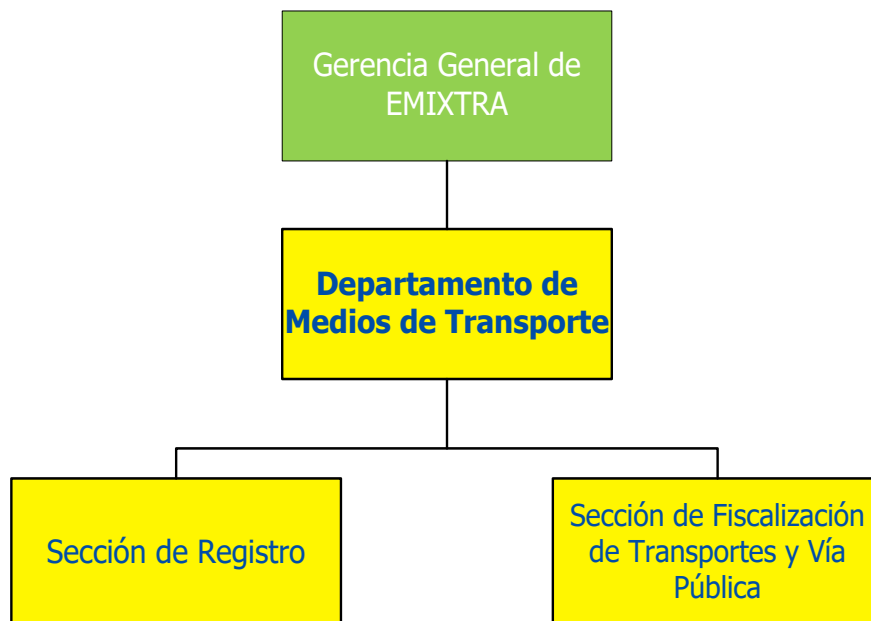 Gerencia General de
EMIXTRA
Departamento de
Medios de Transporte
Sección de Registro
Sección de Fiscalización
de Transportes y Vía
Pública